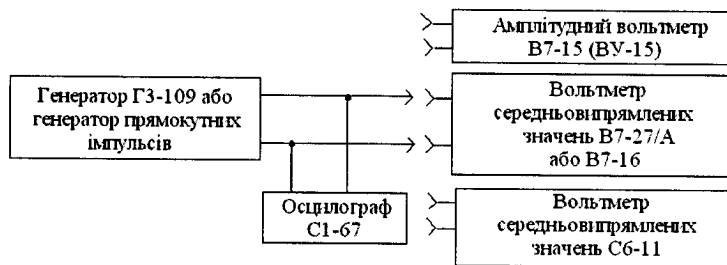 Амплітудний вольтметр
В7-15 (ВУ-15)
Генератор Г3-109 або
генератор прямокутних
імпульсів
Вольтметр
середньовипрямлених
значень В7-27/А
або В7-16
Осцилограф
С1-67
Вольтметр
середньовипрямлених
значень С6-11